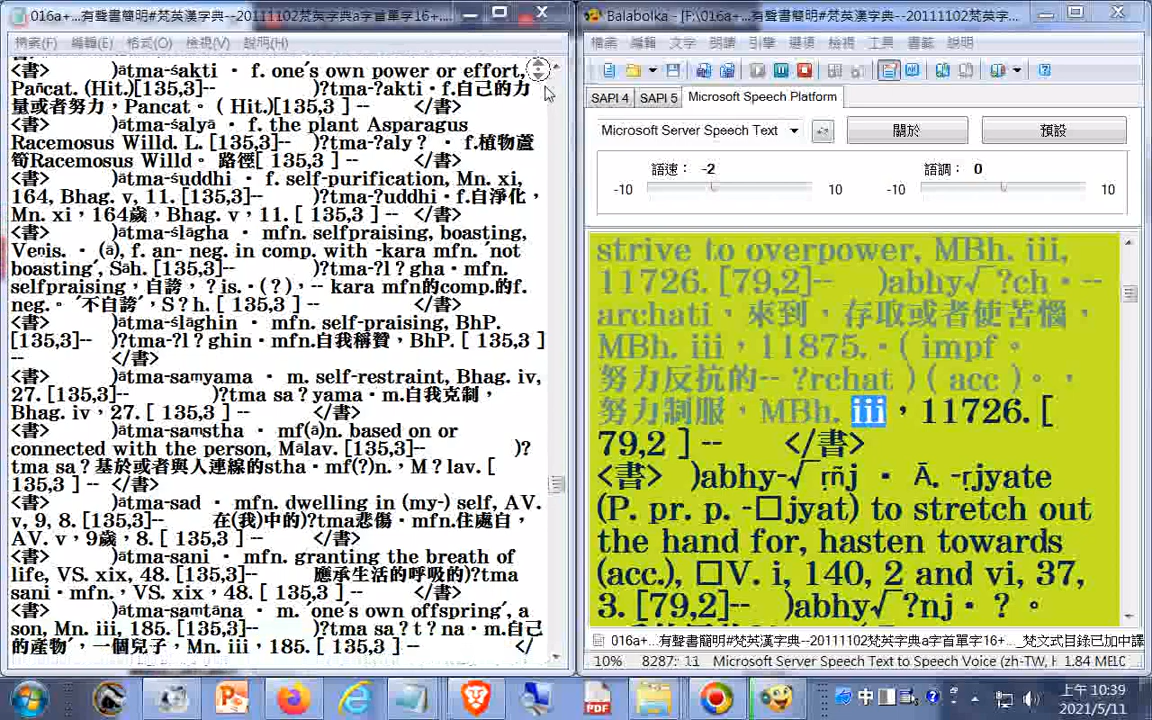 016a+...有聲書簡明#梵英漢字典--20111102梵英字典a字首單字16+...
檔案(F) 編輯(E) 格式(O) 檢視(V) 說明(H)
<書> )ātma-śakti · f. one's own power or effort,
Pañcat. (Hit.)[135,3]-- )?tma-?akti · f.自己的力
量或者努力，Pancat。 ( Hit.)[135,3 ] -- </書>
<書> )ātma-śalyā · f. the plant Asparagus
Racemosus Willd. L. [135,3]-- )?tma-?aly ? · f.植物蘆
筍Racemosus Willd。 路徑[ 135,3 ] -- </書>
<書> )ātma-śuddhi · f. self-purification, Mn. xi,
164, Bhag. v, 11. [135,3]-- )?tma-?uddhi · f.自淨化，
Mn. xi，164歲，Bhag. v，11. [ 135,3 ] -- </書>
<書> )ātma-ślāgha · mfn. selfpraising, boasting,
Veṇis. · (ā), f. an- neg. in comp. with -kara mfn. 'not
boasting', Sāh. [135,3]-- )?tma-?l ? gha · mfn.
selfpraising，自誇，?is. · ( ? )，-- kara mfn的comp.的f.
neg。 '不自誇'，S ? h. [ 135,3 ] -- </書>
<書> )ātma-ślāghin · mfn. self-praising, BhP.
[135,3]-- )?tma-?l ? ghin · mfn.自我稱贊，BhP. [ 135,3 ]
-- </書>
<書> )ātma-saṃyama · m. self-restraint, Bhag. iv,
27. [135,3]-- )?tma sa ? yama · m.自我克制，
Bhag. iv，27. [ 135,3 ] -- </書>
<書> )ātma-saṃstha · mf(ā)n. based on or
connected with the person, Mālav. [135,3]-- )?
tma sa ? 基於或者與人連線的stha · mf(?)n.，M ? lav. [
135,3 ] -- </書>
<書> )ātma-sad · mfn. dwelling in (my-) self, AV.
v, 9, 8. [135,3]-- 在(我)中的)?tma悲傷 · mfn.住處自，
AV. v，9歲，8. [ 135,3 ] -- </書>
<書> )ātma-sani · mfn. granting the breath of
life, VS. xix, 48. [135,3]-- 應承生活的呼吸的)?tma
sani · mfn.，VS. xix，48. [ 135,3 ] -- </書>
<書> )ātma-saṃtāna · m. 'one's own offspring', a
son, Mn. iii, 185. [135,3]-- )?tma sa ? t ? na · m.自己
的產物'，一個兒子，Mn. iii，185. [ 135,3 ] -- </
Balabolka - [F:\016a+...有聲書簡明#梵英漢字典--20111102梵英字...
檔案 編輯 文字 朗讀 引擎 選項 檢視 工具 書籤 說明
SAPI 4 SAPI 5 Microsoft Speech Platform
Microsoft Server Speech Text 關於 預設
語速： -2 語調： 0
-10 10 -10 10
strive to overpower, MBh. iii,
11726. [79,2]-- )abhy√ ?ch · --
archati，來到，存取或者使苦惱，
MBh. iii，11875. · ( impf。
努力反抗的-- ?rchat ) ( acc )。，
努力制服，MBh. iii，11726. [
79,2 ] -- </書>
<書> )abhy-√ ṛñj · Ā. -ṛjyate
(P. pr. p. -□jyat) to stretch out
the hand for, hasten towards
(acc.), □V. i, 140, 2 and vi, 37,
3. [79,2]-- )abhy√ ?nj · ? 。
016a+...有聲書簡明#梵英漢字典--20111102梵英字典a字首單字16+..._梵文式目錄已加中譯
10% 8287: 11 Microsoft Server Speech Text to Speech Voice (zh-TW, H 1.84 MELC
中
上午 10:39
2021/5/11